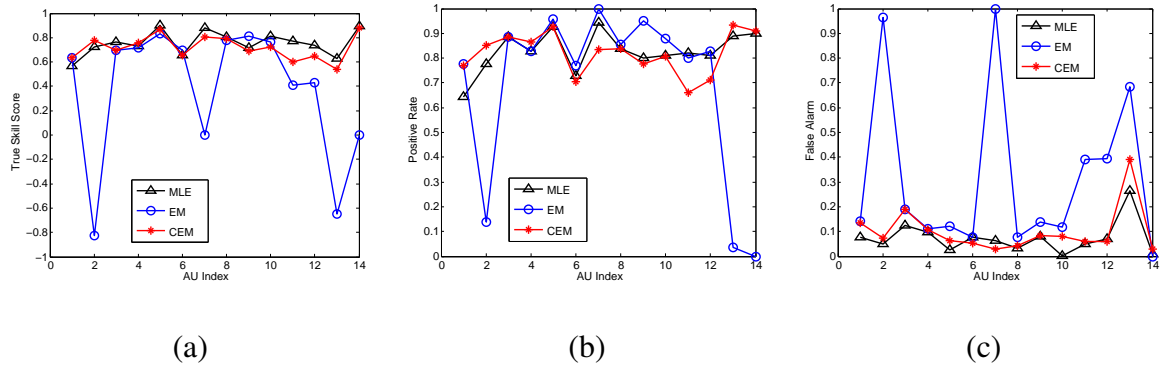 1
0.8
0.6
0.4
0.2
0
−0.2
−0.4
−0.6
−0.8
−1
0 2 4 6 8 10 12 14
AU Index
True Skill Score
MLE
EM
CEM
(a)
1
0.9
0.8
0.7
0.6
0.5
0.4
0.3
0.2
0.1
0
0 2 4 6 8 10 12 14
AU Index
Positive Rate
MLE
EM
CEM
(b)
1
0.9
0.8
0.7
0.6
0.5
0.4
0.3
0.2
0.1
0
0 2 4 6 8 10 12 14
AU Index
False Alarm
MLE
EM
CEM
(c)